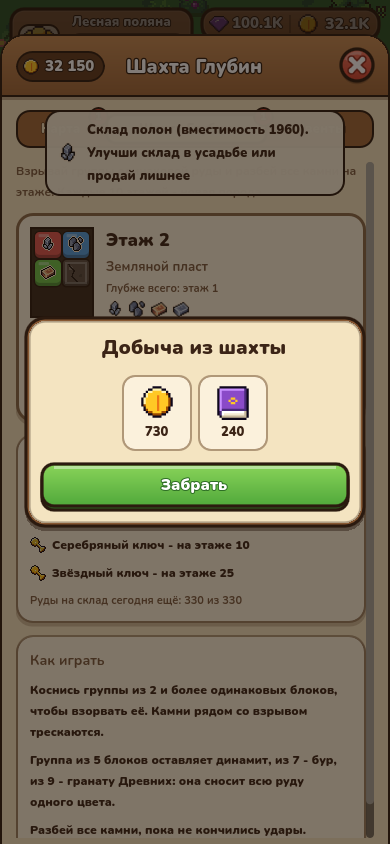 Лесная поляна
100.1K
32.1K
32 150
Шахта Глубин
Склад полон (вместимость 1960).
Улучши склад в усадьбе или
продай лишнее
Этаж 2
Земляной пласт
Глубже всего: этаж 1
Добыча из шахты
730
240
Забрать
Серебряный ключ - на этаже 10
Звёздный ключ - на этаже 25
Руды на склад сегодня ещё: 330 из 330
Как играть
Коснись группы из 2 и более одинаковых блоков,
чтобы взорвать её. Камни рядом со взрывом
трескаются.
Группа из 5 блоков оставляет динамит, из 7 - бур,
из 9 - гранату Древних: она сносит всю руду
одного цвета.
Разбей все камни, пока не кончились удары.